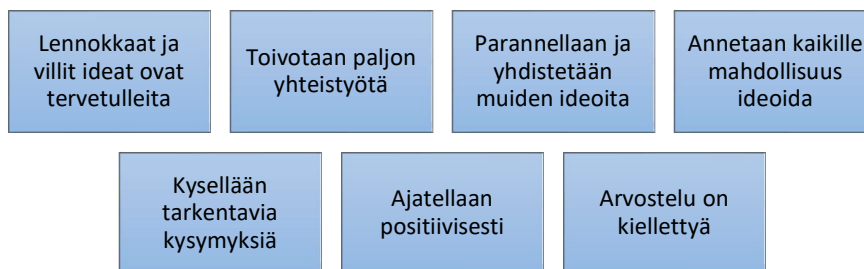 Lennokkaat ja
villit ideat ovat
tervetulleita
Toivotaan paljon
yhteistyötä
Parannellaan ja
yhdistetään
muiden ideoita
Annetaan kaikille
mahdollisuus
ideoida
Kysellään
tarkentavia
kysymyksiä
Ajatellaan
positiivisesti
Arvostelu on
kiellettyä